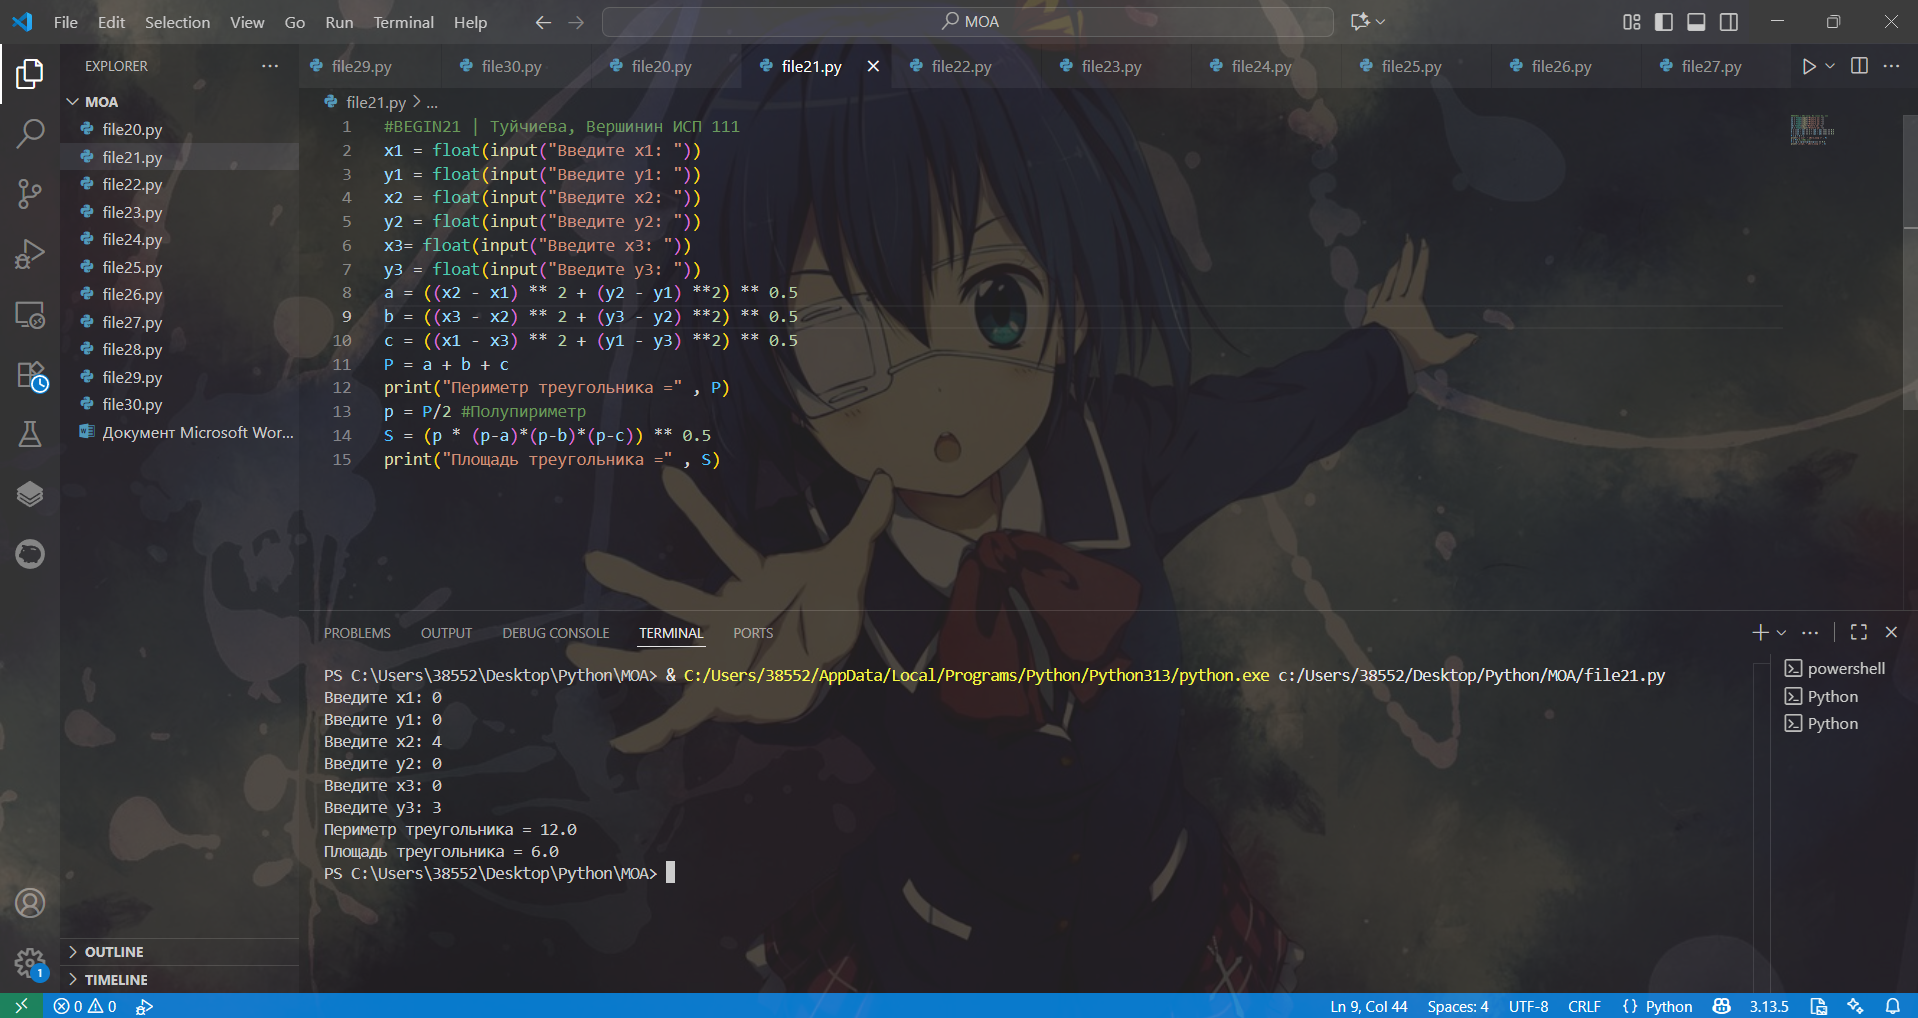 File Edit Selection View Go Run Terminal Help MOA
EXPLORER
MOA
file20.py
file21.py
file22.py
file23.py
file24.py
file25.py
file26.py
file27.py
file28.py
file29.py
file30.py
Документ Microsoft Wor...
OUTLINE
TIMELINE
file29.py file30.py file20.py file21.py file22.py file23.py file24.py file25.py file26.py file27.py
file21.py > ...
1 #BEGIN21 | Туйчиева, Вершинин ИСП 111
2 x1 = float(input("Введите x1: "))
3 y1 = float(input("Введите y1: "))
4 x2 = float(input("Введите x2: "))
5 y2 = float(input("Введите y2: "))
6 x3= float(input("Введите x3: "))
7 y3 = float(input("Введите y3: "))
8 a = ((x2 - x1) ** 2 + (y2 - y1) **2) ** 0.5
9 b = ((x3 - x2) ** 2 + (y3 - y2) **2) ** 0.5
10 c = ((x1 - x3) ** 2 + (y1 - y3) **2) ** 0.5
11 P = a + b + c
12 print("Периметр треугольника =" , P)
13 p = P/2 #Полупириметр
14 S = (p * (p-a)*(p-b)*(p-c)) ** 0.5
15 print("Площадь треугольника =" , S)
PROBLEMS OUTPUT DEBUG CONSOLE TERMINAL PORTS
PS C:\Users\38552\Desktop\Python\MOA> & C:/Users/38552/AppData/Local/Programs/Python/Python313/python.exe c:/Users/38552/Desktop/Python/MOA/file21.py
Введите x1: 0
Введите y1: 0
Введите x2: 4
Введите y2: 0
Введите x3: 0
Введите y3: 3
Периметр треугольника = 12.0
Площадь треугольника = 6.0
PS C:\Users\38552\Desktop\Python\MOA>
powershell
Python
Python
1
0 0 Ln 9, Col 44 Spaces: 4 UTF-8 CRLF {} Python 3.13.5